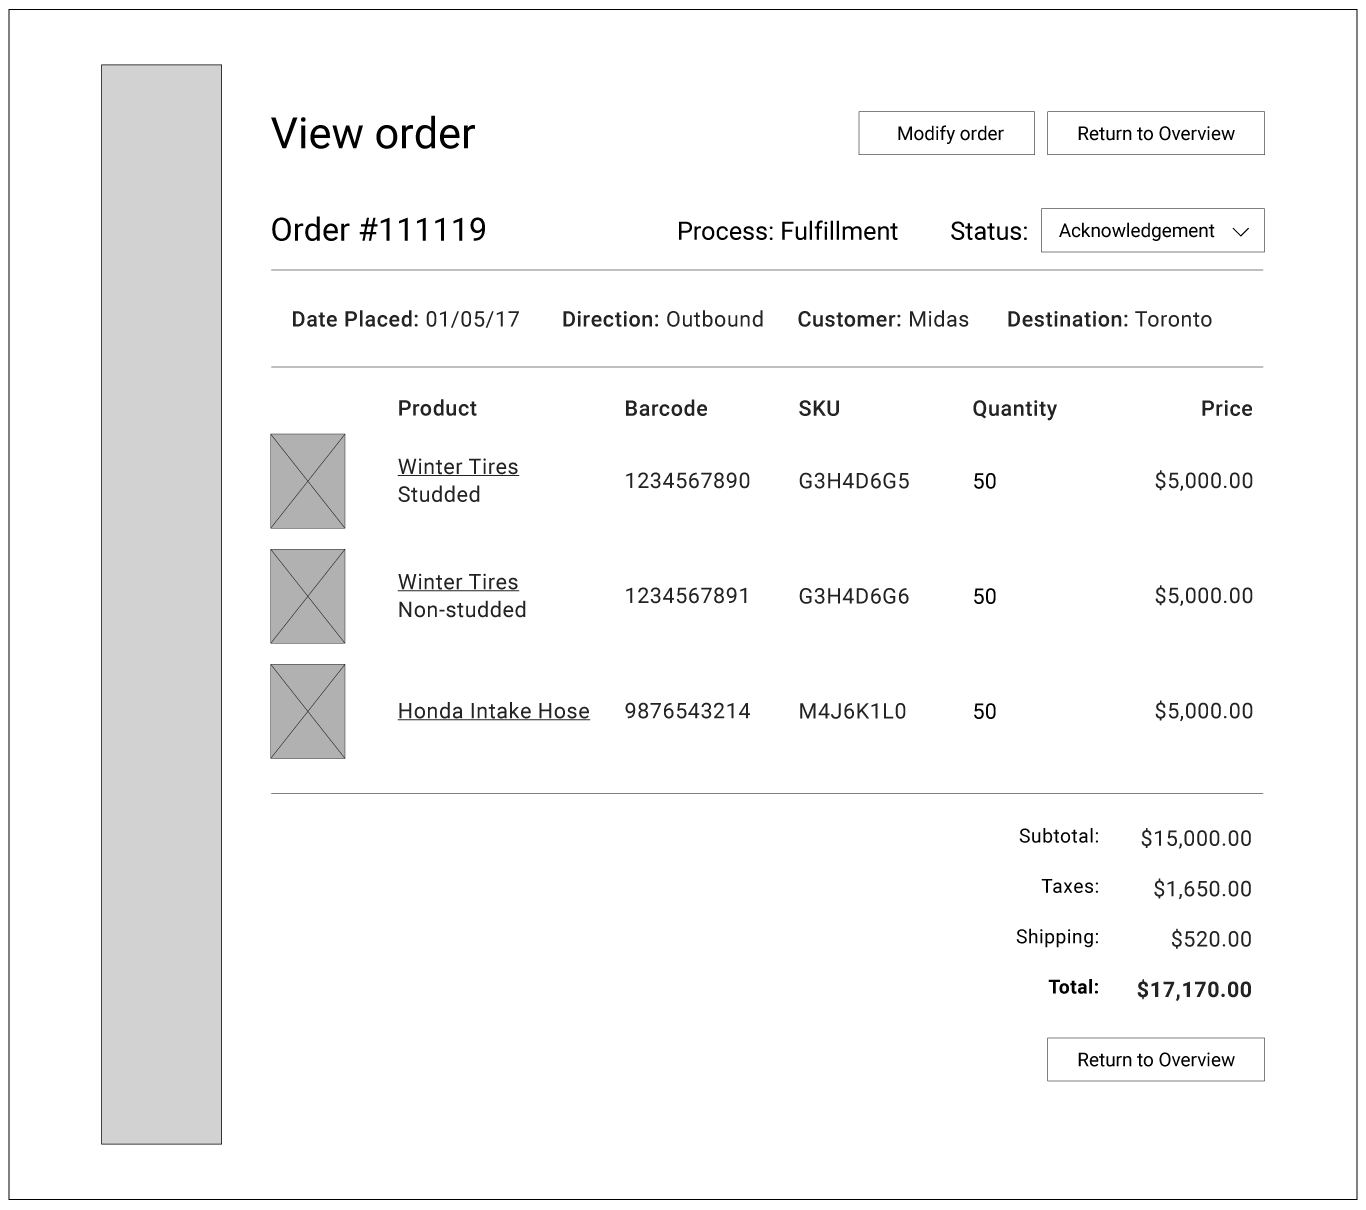 View order
Modify order
Return to Overview
Order #111119
Process: Fulfillment
Status:
Acknowledgement
Date Placed: 01/05/17
Direction: Outbound
Customer: Midas
Destination: Toronto
Product Barcode SKU Quantity Price
Winter Tires
Studded
1234567890 G3H4D6G5 50 $5,000.00
Winter Tires
Non-studded
1234567891 G3H4D6G6 50 $5,000.00
Honda Intake Hose 9876543214 M4J6K1L0 50 $5,000.00
Subtotal: $15,000.00
Taxes: $1,650.00
Shipping: $520.00
Total: $17,170.00
Return to Overview